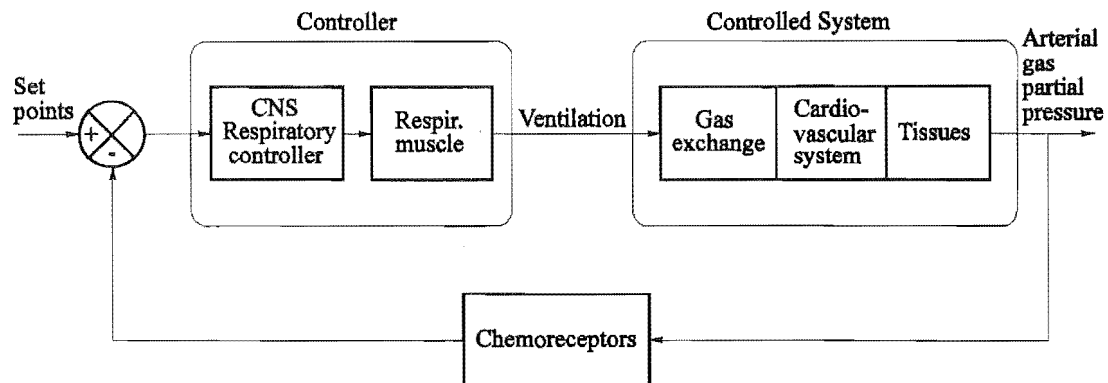 Controller
Controlled System
Arterial
gas
partial
pressure
Set
points
+
-
CNS
Respiratory
controller
Respir.
muscle
Ventilation
Gas
exchange
Cardio-
vascular
system
Tissues
Chemoreceptors